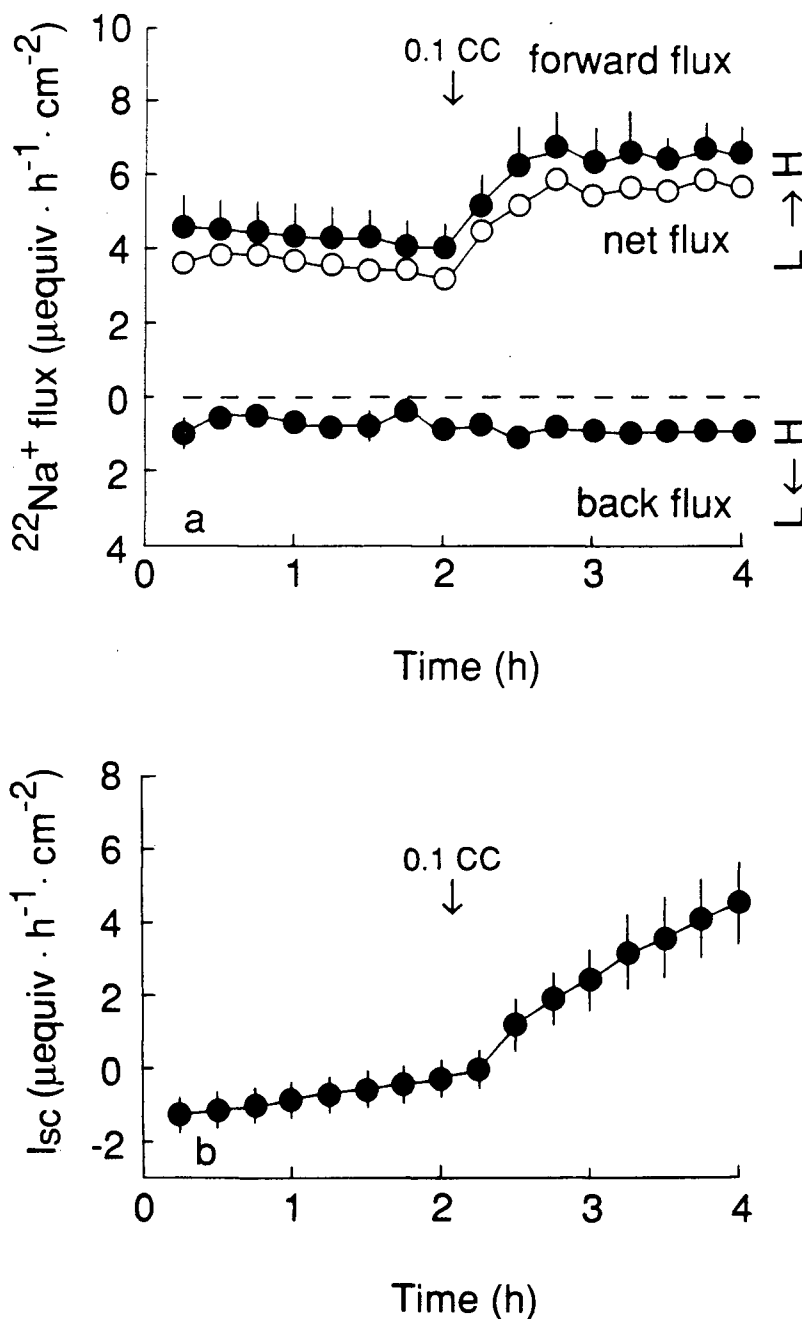 10
8
6
4
2
0
2
4
²²Na⁺ flux (μequiv · h⁻¹ · cm⁻²)
0.1 CC
↓
forward flux
net flux
back flux
L → H
L ← H
a
0 1 2 3 4
Time (h)
8
6
4
2
0
-2
Isc (μequiv · h⁻¹ · cm⁻²)
0.1 CC
↓
b
0 1 2 3 4
Time (h)